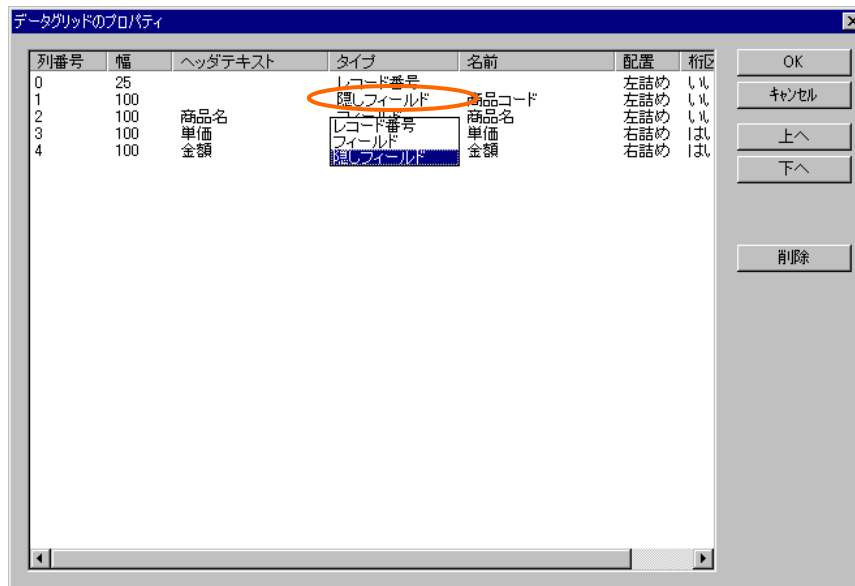 データグリッドのプロパティ
列番号 幅 ヘッダテキスト タイプ 名前 配置 桁区
0 25 レコード番号 左詰め いい
1 100 隠しフィールド 商品コード 左詰め いい
2 100 商品名 フィールド 商品名 左詰め いい
3 100 単価 単価 右詰め はい
4 100 金額 金額 右詰め はい
レコード番号
フィールド
隠しフィールド
OK
キャンセル
上へ
下へ
削除